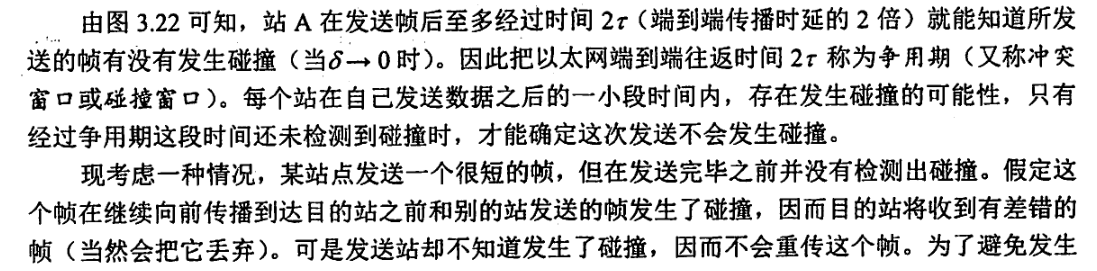 由图 3.22 可知，站 A 在发送帧后至多经过时间 2τ（端到端传播时延的 2 倍）就能知道所发
送的帧有没有发生碰撞（当δ→0 时）。因此把以太网端到端往返时间 2τ 称为争用期（又称冲突
窗口或碰撞窗口）。每个站在自己发送数据之后的一小段时间内，存在发生碰撞的可能性，只有
经过争用期这段时间还未检测到碰撞时，才能确定这次发送不会发生碰撞。
现考虑一种情况，某站点发送一个很短的帧，但在发送完毕之前并没有检测出碰撞。假定这
个帧在继续向前传播到达目的站之前和别的站发送的帧发生了碰撞，因而目的站将收到有差错的
帧（当然会把它丢弃）。可是发送站却不知道发生了碰撞，因而不会重传这个帧。为了避免发生